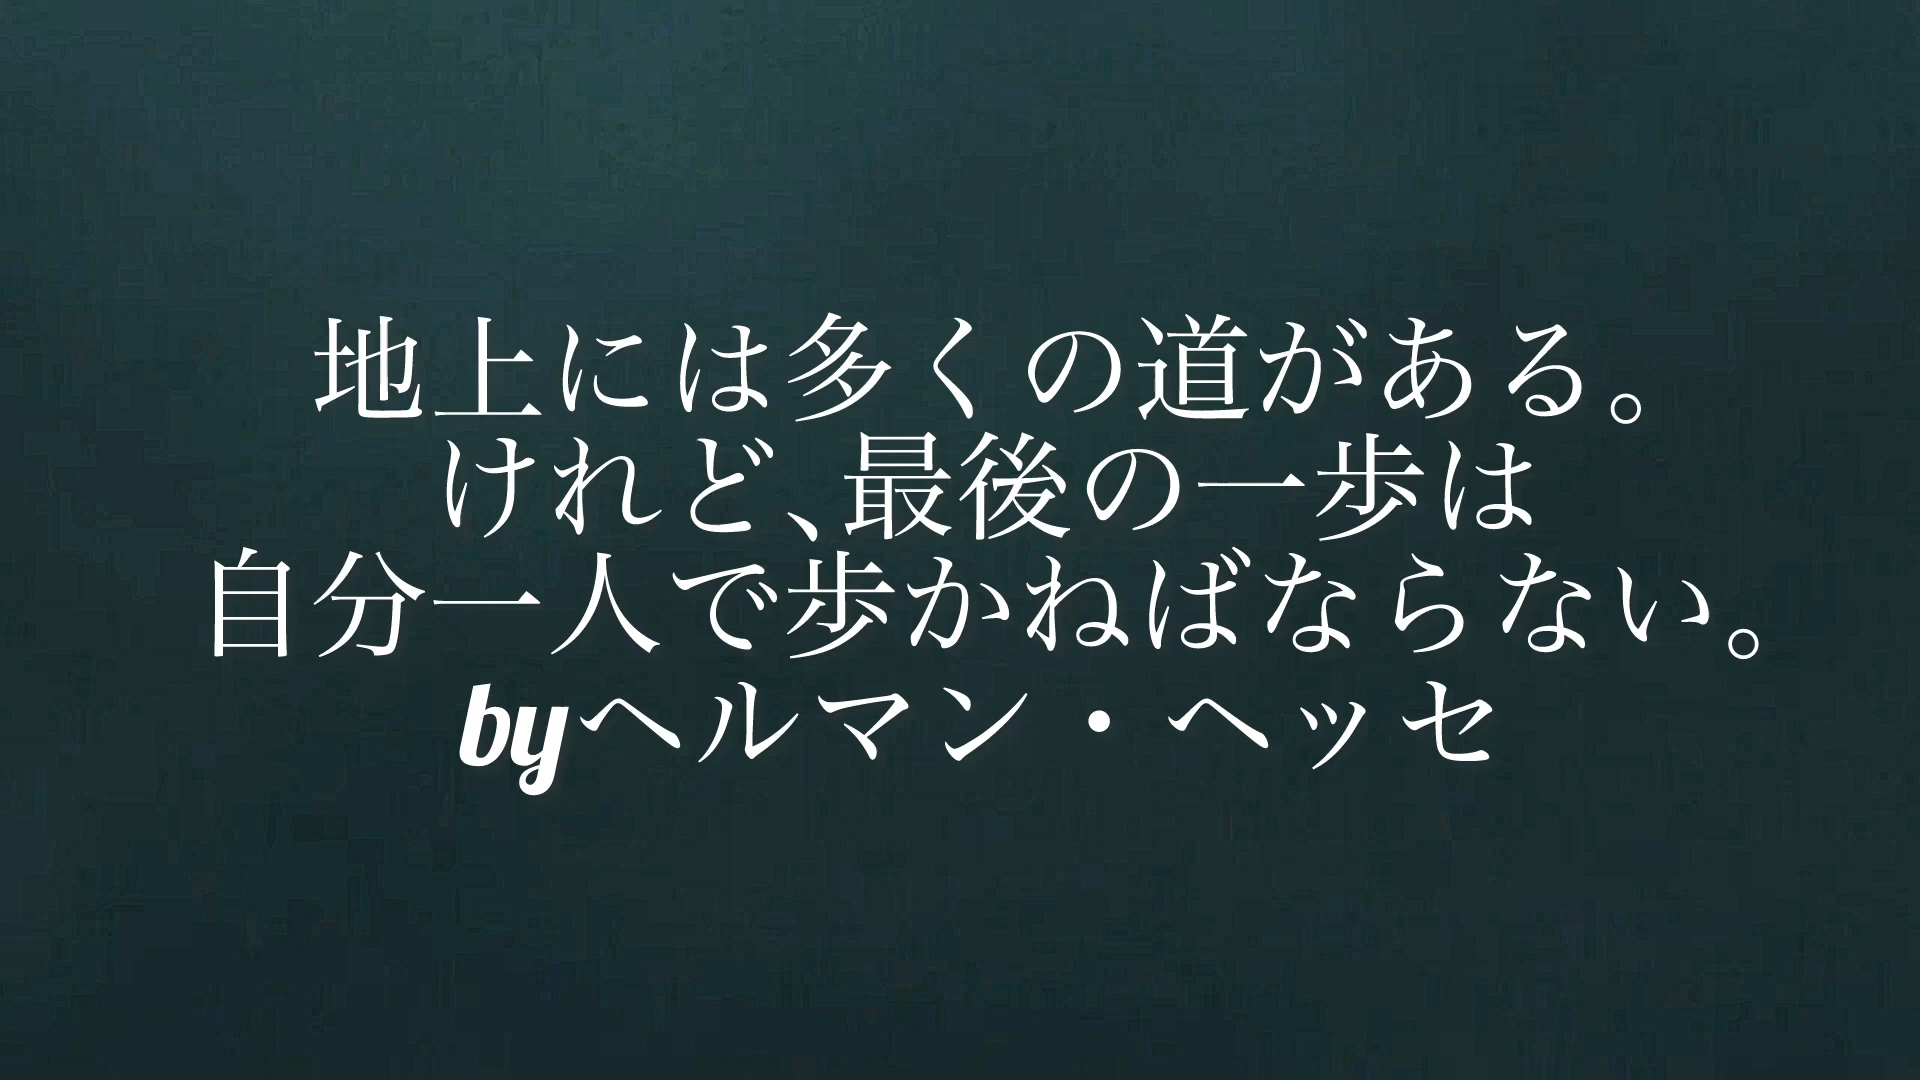 地上には多くの道がある。
けれど、最後の一歩は
自分一人で歩かねばならない。
byヘルマン・ヘッセ